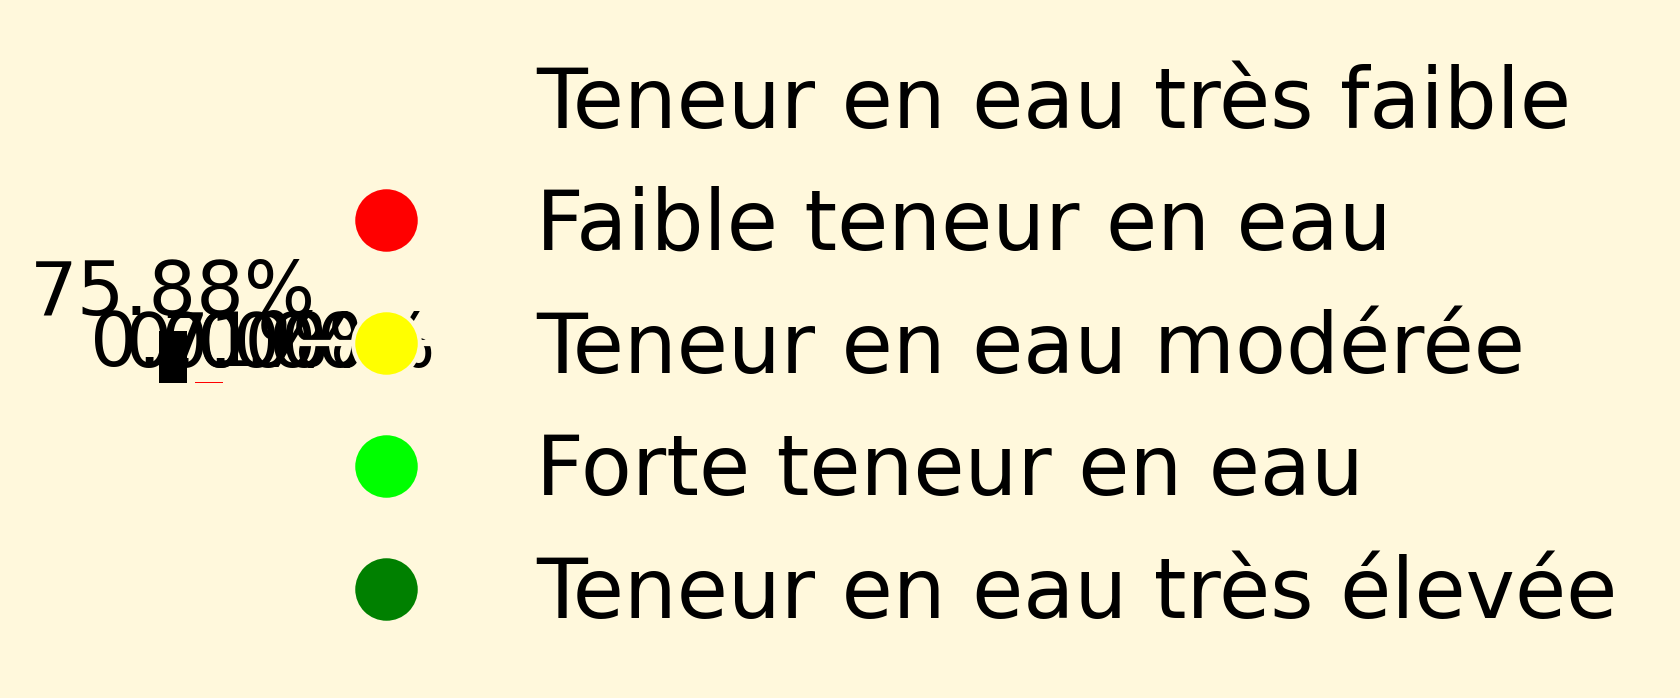 Teneur en eau très faible
Faible teneur en eau
75.88%
Teneur en eau modérée
Forte teneur en eau
Teneur en eau très élevée